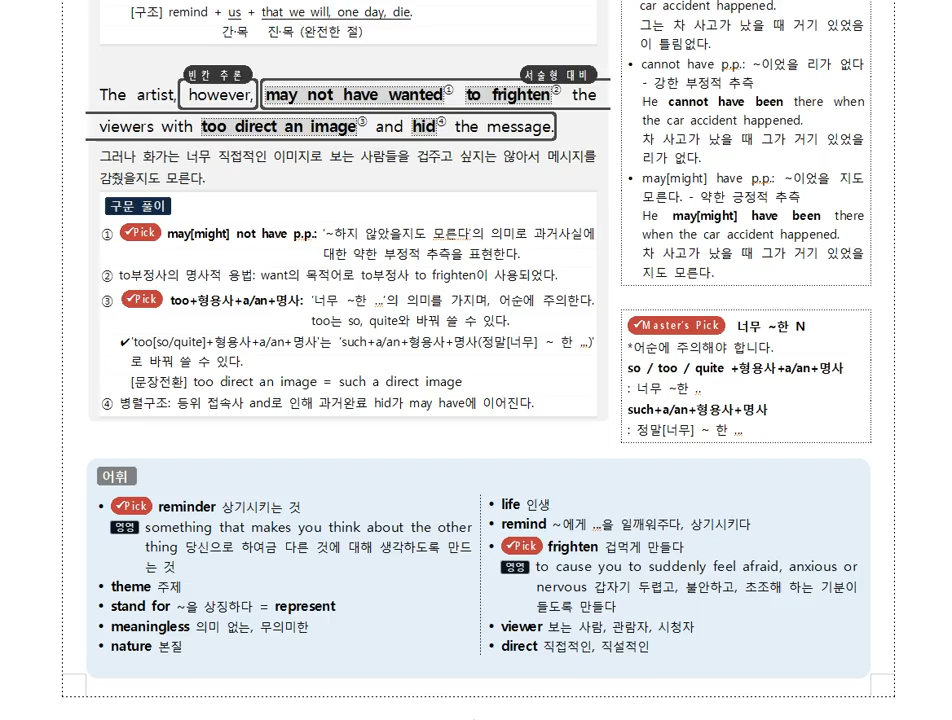 [구조] remind + us + that we will, one day, die.
간·목 진·목 (완전한 절)
빈칸 추론
서술형 대비
The artist, however, may not have wanted① to frighten② the
viewers with too direct an image③ and hid④ the message.
그러나 화가는 너무 직접적인 이미지로 보는 사람들을 겁주고 싶지는 않아서 메시지를
감췄을지도 모른다.
구문 풀이
① ✔Pick may[might] not have p.p.: '~하지 않았을지도 모른다'의 의미로 과거사실에
대한 약한 부정적 추측을 표현한다.
② to부정사의 명사적 용법: want의 목적어로 to부정사 to frighten이 사용되었다.
③ ✔Pick too+형용사+a/an+명사: '너무 ~한 …'의 의미를 가지며, 어순에 주의한다.
too는 so, quite와 바꿔 쓸 수 있다.
✔'too[so/quite]+형용사+a/an+명사'는 'such+a/an+형용사+명사(정말[너무] ~ 한 …)'
로 바꿔 쓸 수 있다.
[문장전환] too direct an image = such a direct image
④ 병렬구조: 등위 접속사 and로 인해 과거완료 hid가 may have에 이어진다.
car accident happened.
그는 차 사고가 났을 때 거기 있었음
이 틀림없다.
• cannot have p.p.: ~이었을 리가 없다
- 강한 부정적 추측
He cannot have been there when
the car accident happened.
차 사고가 났을 때 그가 거기 있었을
리가 없다.
• may[might] have p.p.: ~이었을 지도
모른다. - 약한 긍정적 추측
He may[might] have been there
when the car accident happened.
차 사고가 났을 때 그가 거기 있었을
지도 모른다.
✔Master's Pick 너무 ~한 N
*어순에 주의해야 합니다.
so / too / quite +형용사+a/an+명사
: 너무 ~한 ..
such+a/an+형용사+명사
: 정말[너무] ~ 한 …
어휘
• ✔Pick reminder 상기시키는 것
영영 something that makes you think about the other
thing 당신으로 하여금 다른 것에 대해 생각하도록 만드
는 것
• theme 주제
• stand for ~을 상징하다 = represent
• meaningless 의미 없는, 무의미한
• nature 본질
• life 인생
• remind ~에게 …을 일깨워주다, 상기시키다
• ✔Pick frighten 겁먹게 만들다
영영 to cause you to suddenly feel afraid, anxious or
nervous 갑자기 두렵고, 불안하고, 초조해 하는 기분이
들도록 만들다
• viewer 보는 사람, 관람자, 시청자
• direct 직접적인, 직설적인